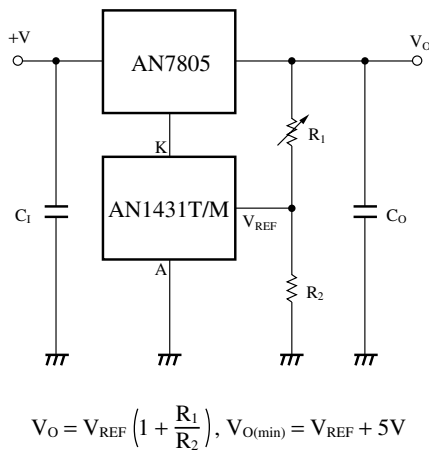 +V
AN7805
V_O
R_1
K
AN1431T/M
V_REF
C_I
C_O
A
R_2
V_O = V_REF (1 + R_1/R_2), V_O(min) = V_REF + 5V